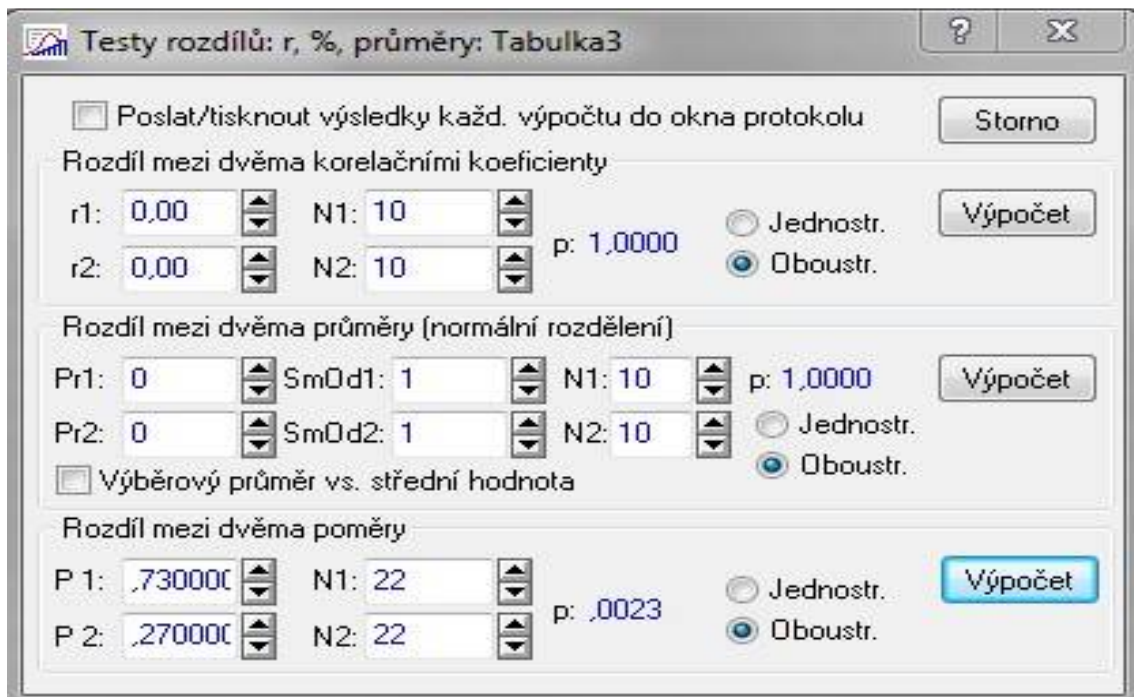 Testy rozdílů: r, %, průměry: Tabulka3
Poslat/tisknout výsledky každ. výpočtu do okna protokolu
Storno
Rozdíl mezi dvěma korelačními koeficienty
r1: 0,00 N1: 10 p: 1,0000 Jednostr. Výpočet
r2: 0,00 N2: 10 Oboustr.
Rozdíl mezi dvěma průměry (normální rozdělení)
Pr1: 0 SmOd1: 1 N1: 10 p: 1,0000 Výpočet
Pr2: 0 SmOd2: 1 N2: 10 Jednostr.
Výběrový průměr vs. střední hodnota Oboustr.
Rozdíl mezi dvěma poměry
P 1: ,730000 N1: 22 p: ,0023 Jednostr. Výpočet
P 2: ,270000 N2: 22 Oboustr.